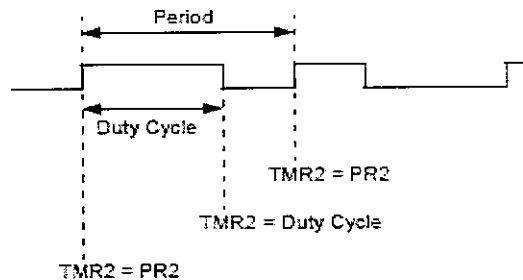 Period
Duty Cycle
TMR2 = PR2
TMR2 = Duty Cycle
TMR2 = PR2